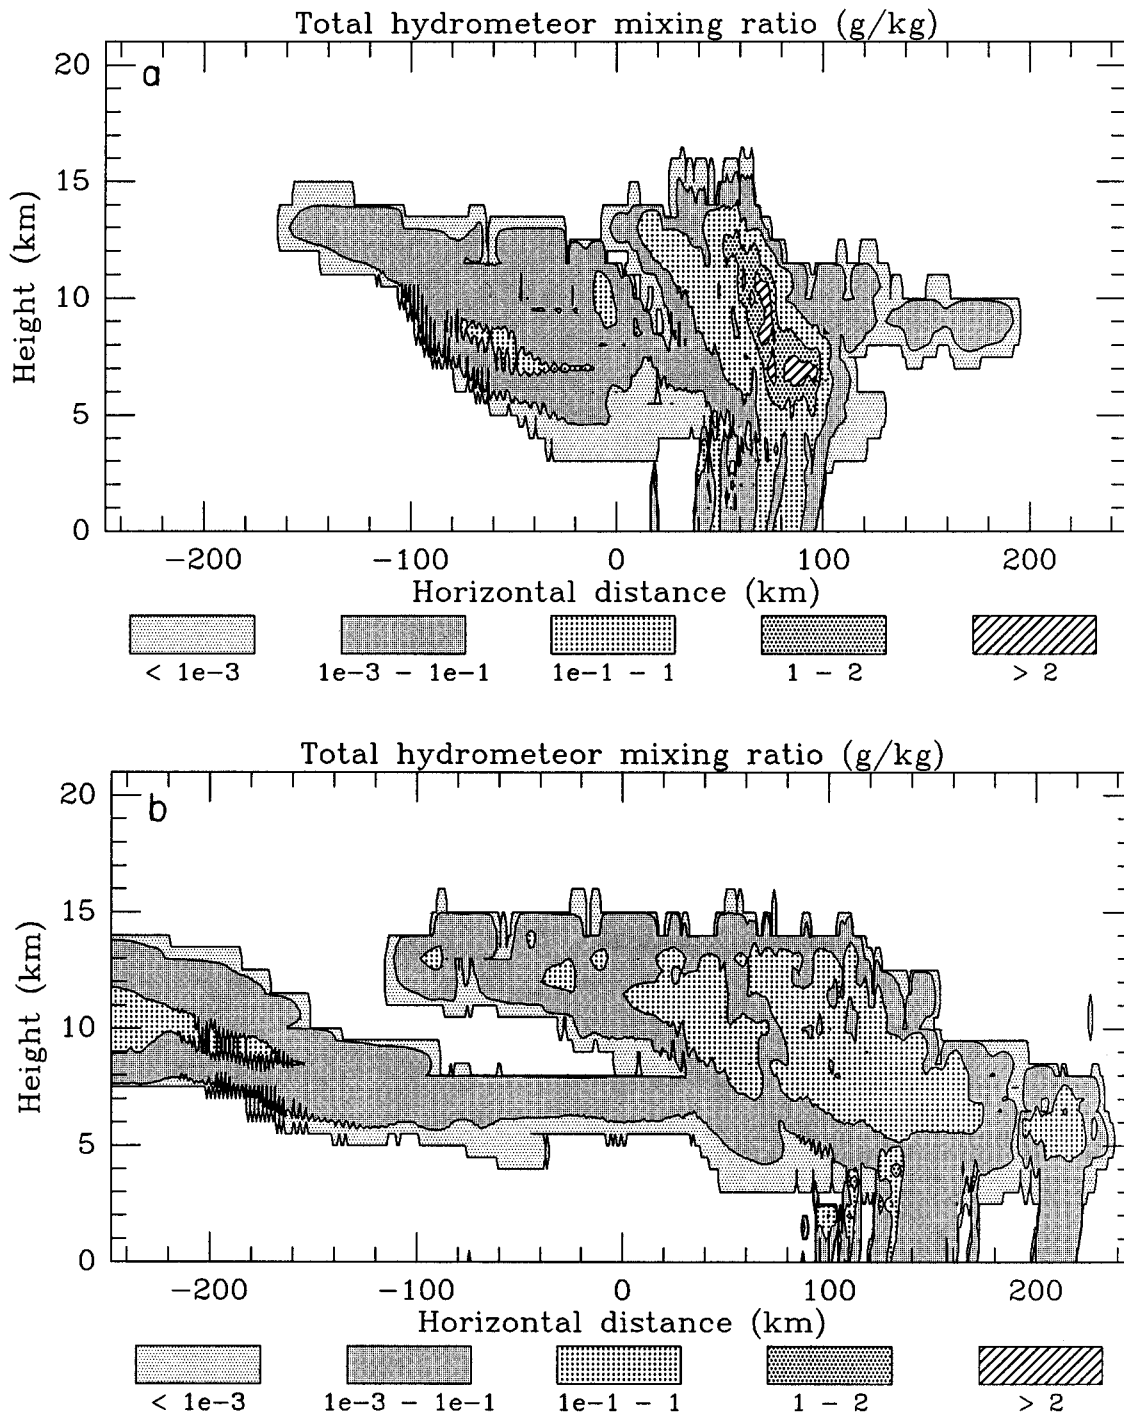 Total hydrometeor mixing ratio (g/kg)
a
20
15
10
5
0
Height (km)
-200 -100 0 100 200
Horizontal distance (km)
< 1e-3 1e-3 - 1e-1 1e-1 - 1 1 - 2 > 2
Total hydrometeor mixing ratio (g/kg)
b
20
15
10
5
0
Height (km)
-200 -100 0 100 200
Horizontal distance (km)
< 1e-3 1e-3 - 1e-1 1e-1 - 1 1 - 2 > 2